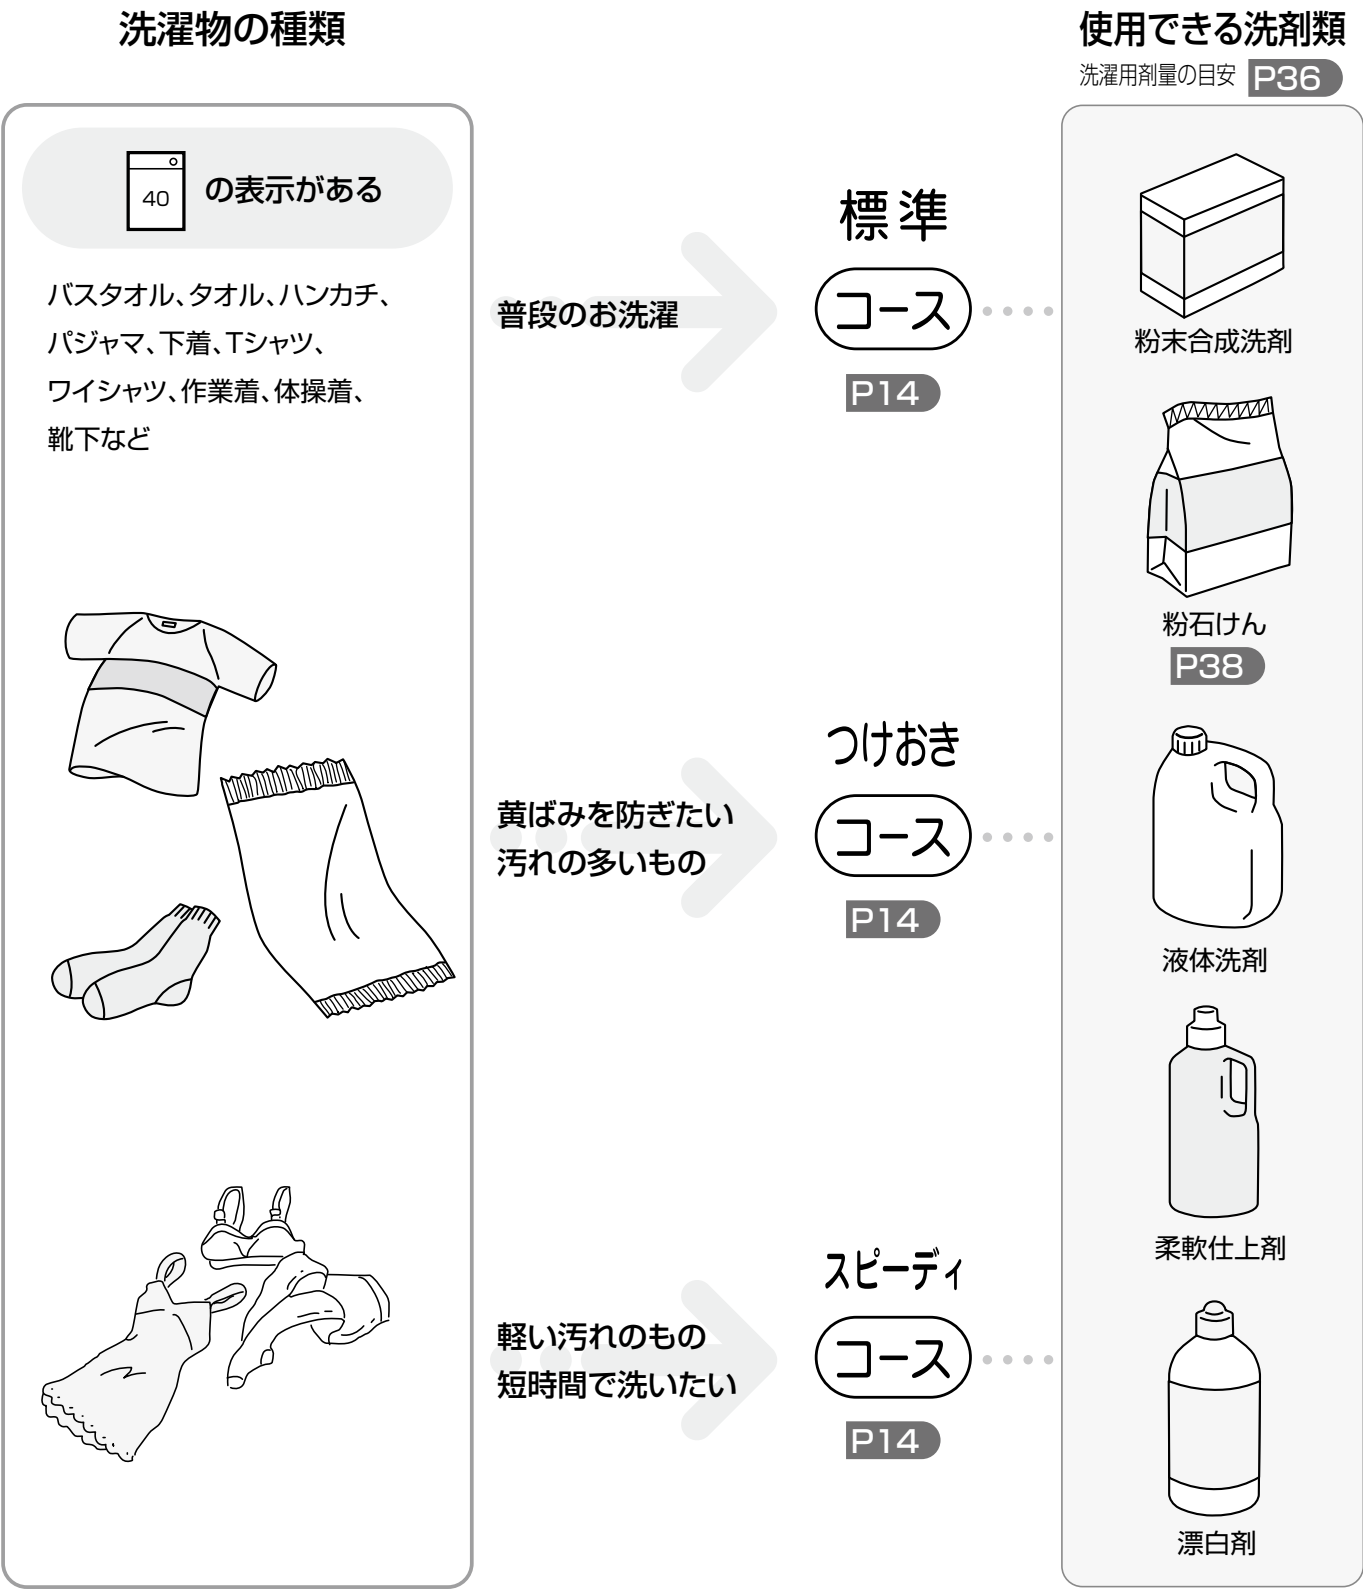 洗濯物の種類
使用できる洗剤類
洗濯用剤量の目安 P36
40 の表示がある
バスタオル、タオル、ハンカチ、
パジャマ、下着、Tシャツ、
ワイシャツ、作業着、体操着、
靴下など
普段のお洗濯
標準
コース
P14
黄ばみを防ぎたい
汚れの多いもの
つけおき
コース
P14
軽い汚れのもの
短時間で洗いたい
スピーディ
コース
P14
粉末合成洗剤
粉石けん
P38
液体洗剤
柔軟仕上剤
漂白剤